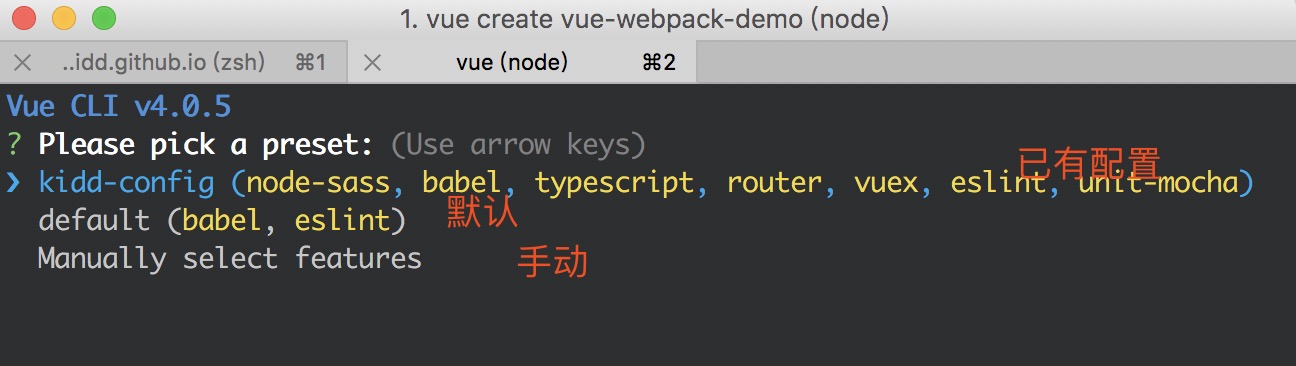 1. vue create vue-webpack-demo (node)
..idd.github.io (zsh) ⌘1 vue (node) ⌘2
Vue CLI v4.0.5
? Please pick a preset: (Use arrow keys)
已有配置
❯ kidd-config (node-sass, babel, typescript, router, vuex, eslint, unit-mocha)
default (babel, eslint) 默认
Manually select features 手动